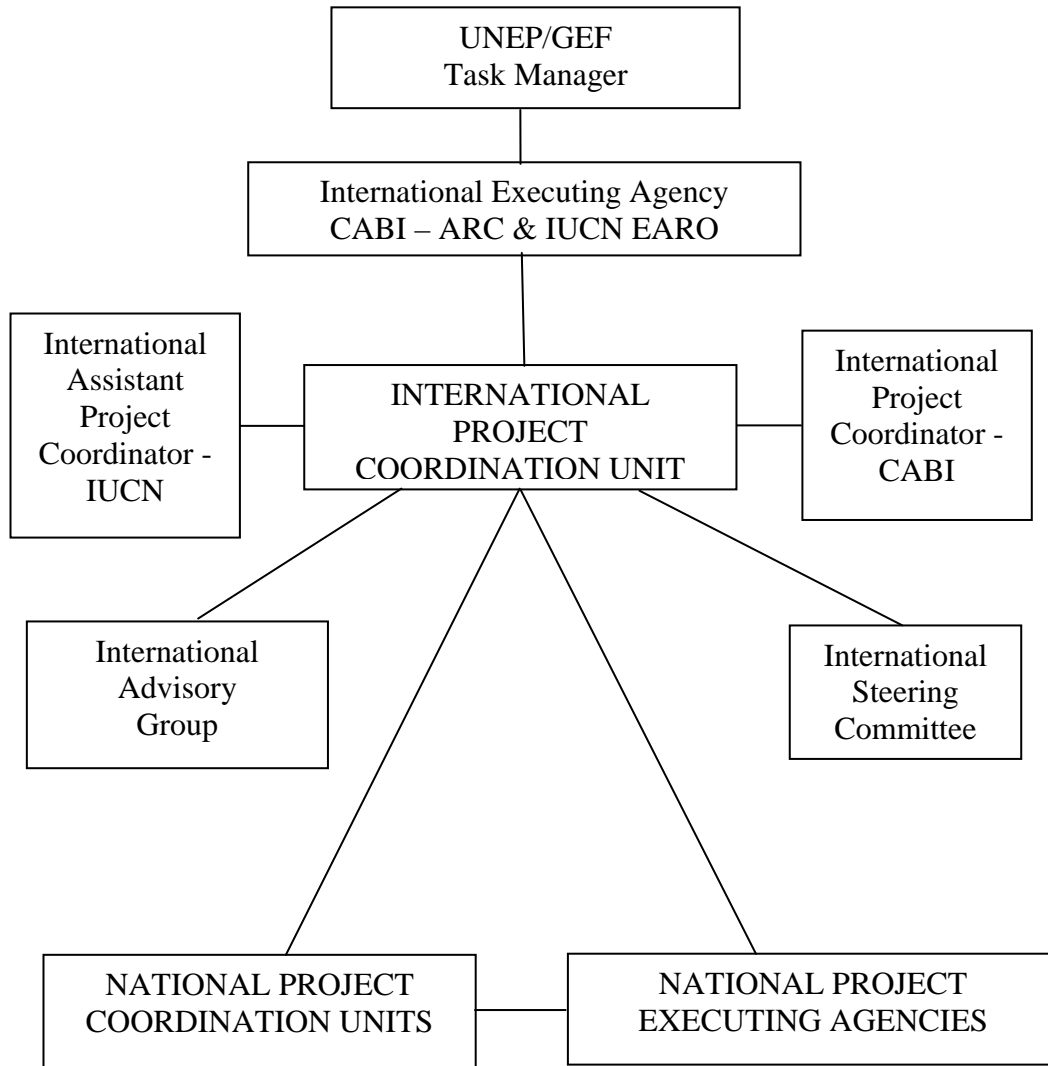 UNEP/GEF
Task Manager
International Executing Agency
CABI – ARC & IUCN EARO
International
Assistant
Project
Coordinator -
IUCN
INTERNATIONAL
PROJECT
COORDINATION UNIT
International
Project
Coordinator -
CABI
International
Advisory
Group
International
Steering
Committee
NATIONAL PROJECT
COORDINATION UNITS
NATIONAL PROJECT
EXECUTING AGENCIES